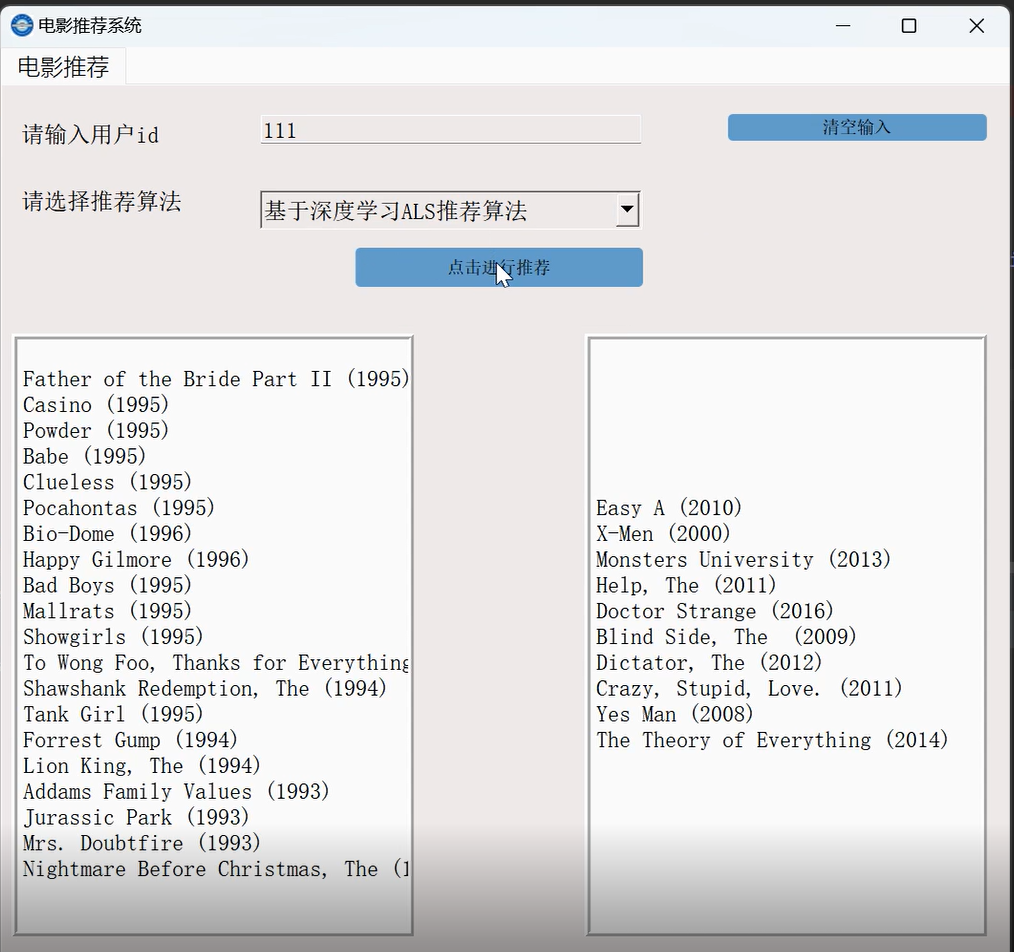 电影推荐系统
电影推荐
请输入用户id
111
清空输入
请选择推荐算法
基于深度学习ALS推荐算法
点击进行推荐
Father of the Bride Part II (1995)
Casino (1995)
Powder (1995)
Babe (1995)
Clueless (1995)
Pocahontas (1995)
Bio-Dome (1996)
Happy Gilmore (1996)
Bad Boys (1995)
Mallrats (1995)
Showgirls (1995)
To Wong Foo, Thanks for Everything
Shawshank Redemption, The (1994)
Tank Girl (1995)
Forrest Gump (1994)
Lion King, The (1994)
Addams Family Values (1993)
Jurassic Park (1993)
Mrs. Doubtfire (1993)
Nightmare Before Christmas, The (1
Easy A (2010)
X-Men (2000)
Monsters University (2013)
Help, The (2011)
Doctor Strange (2016)
Blind Side, The  (2009)
Dictator, The (2012)
Crazy, Stupid, Love. (2011)
Yes Man (2008)
The Theory of Everything (2014)